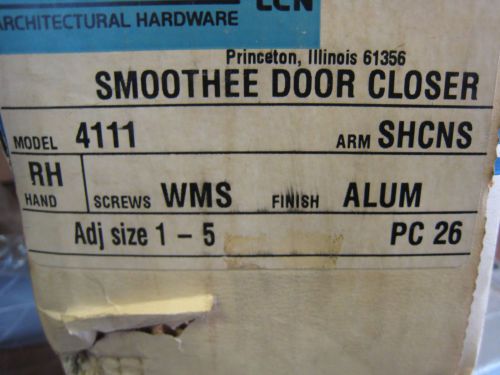 LCN
ARCHITECTURAL HARDWARE
Princeton, Illinois 61356
SMOOTHEE DOOR CLOSER
MODEL 4111 ARM SHCNS
RH HAND SCREWS WMS FINISH ALUM
Adj size 1 – 5 PC 26